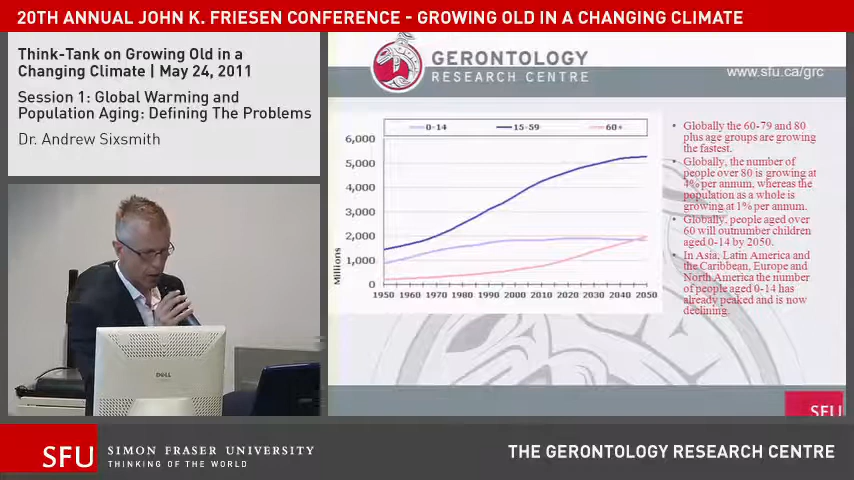 20TH ANNUAL JOHN K. FRIESEN CONFERENCE - GROWING OLD IN A CHANGING CLIMATE
Think-Tank on Growing Old in a
Changing Climate | May 24, 2011
Session 1: Global Warming and
Population Aging: Defining The Problems
Dr. Andrew Sixsmith
GERONTOLOGY
RESEARCH CENTRE
www.sfu.ca/grc
0-14
15-59
60+
6,000
5,000
4,000
3,000
2,000
1,000
0
Millions
1950 1960 1970 1980 1990 2000 2010 2020 2030 2040 2050
• Globally the 60-79 and 80
plus age groups are growing
the fastest.
• Globally, the number of
people over 80 is growing at
4% per annum, whereas the
population as a whole is
growing at 1% per annum.
• Globally, people aged over
60 will outnumber children
aged 0-14 by 2050.
• In Asia, Latin America and
the Caribbean, Europe and
North America the number
of people aged 0-14 has
already peaked and is now
declining.
DELL
SFU
SFU
SIMON FRASER UNIVERSITY
THINKING OF THE WORLD
THE GERONTOLOGY RESEARCH CENTRE